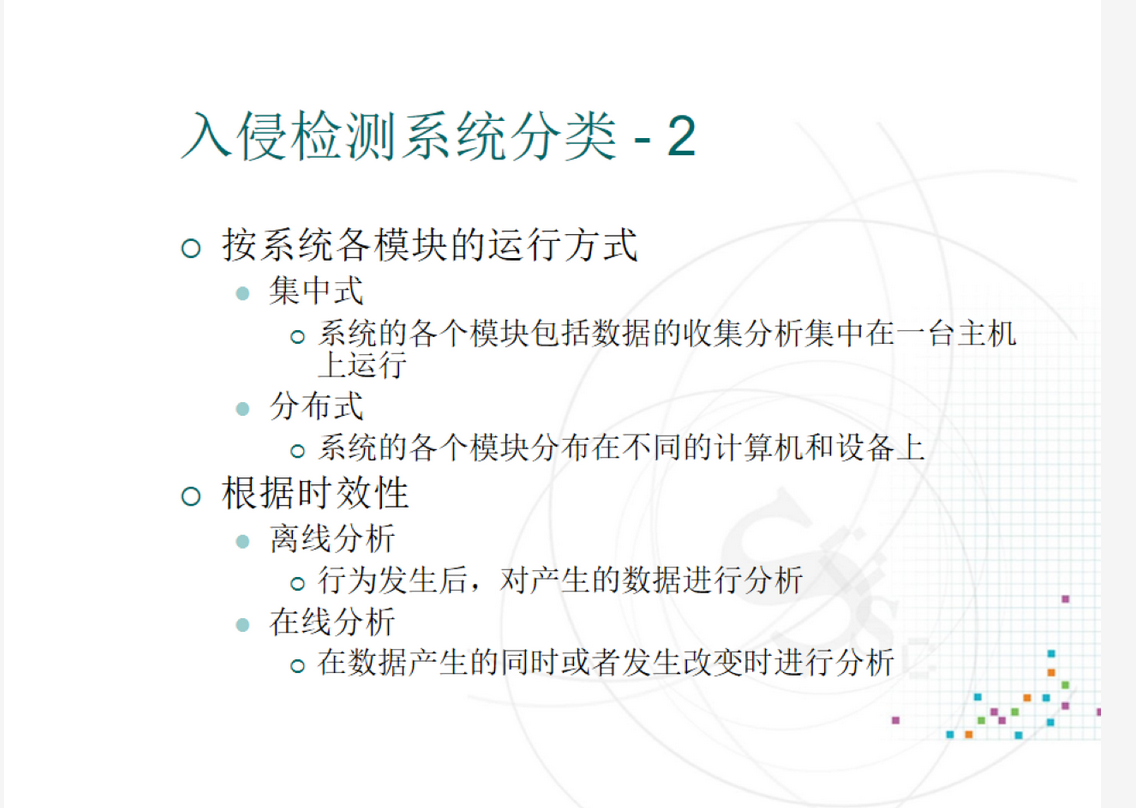 入侵检测系统分类 - 2
按系统各模块的运行方式
集中式
系统的各个模块包括数据的收集分析集中在一台主机
上运行
分布式
系统的各个模块分布在不同的计算机和设备上
根据时效性
离线分析
行为发生后，对产生的数据进行分析
在线分析
在数据产生的同时或者发生改变时进行分析